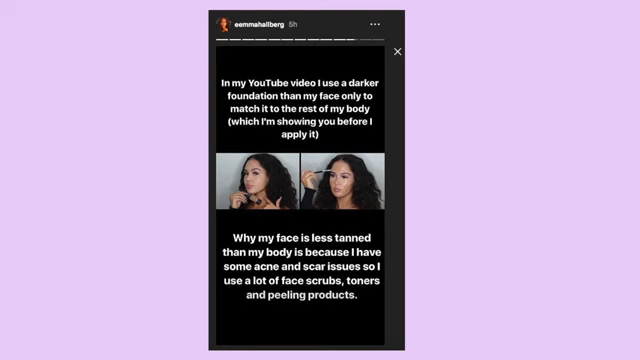 eemmahallberg 5h
In my YouTube video I use a darker
foundation than my face only to
match it to the rest of my body
(which I'm showing you before I
apply it)
Why my face is less tanned
than my body is because I have
some acne and scar issues so I
use a lot of face scrubs, toners
and peeling products.